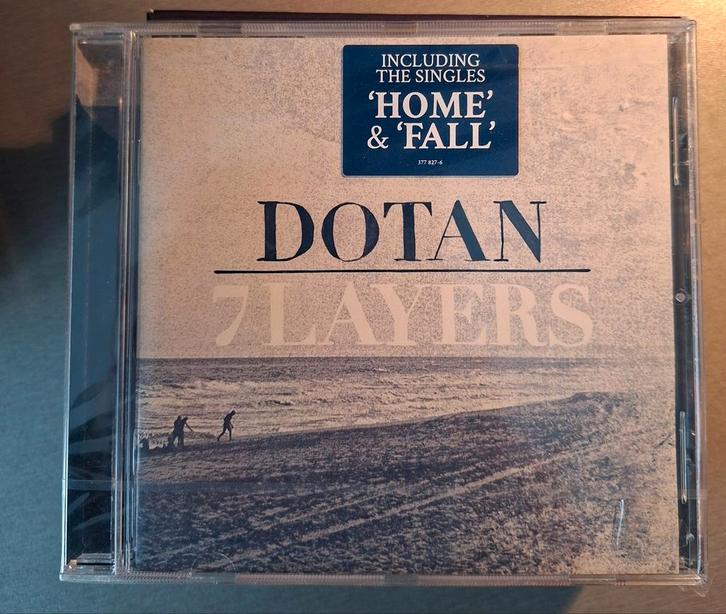 INCLUDING
THE SINGLES
‘HOME’
& ‘FALL’
377 827-6
DOTAN
7 LAYERS